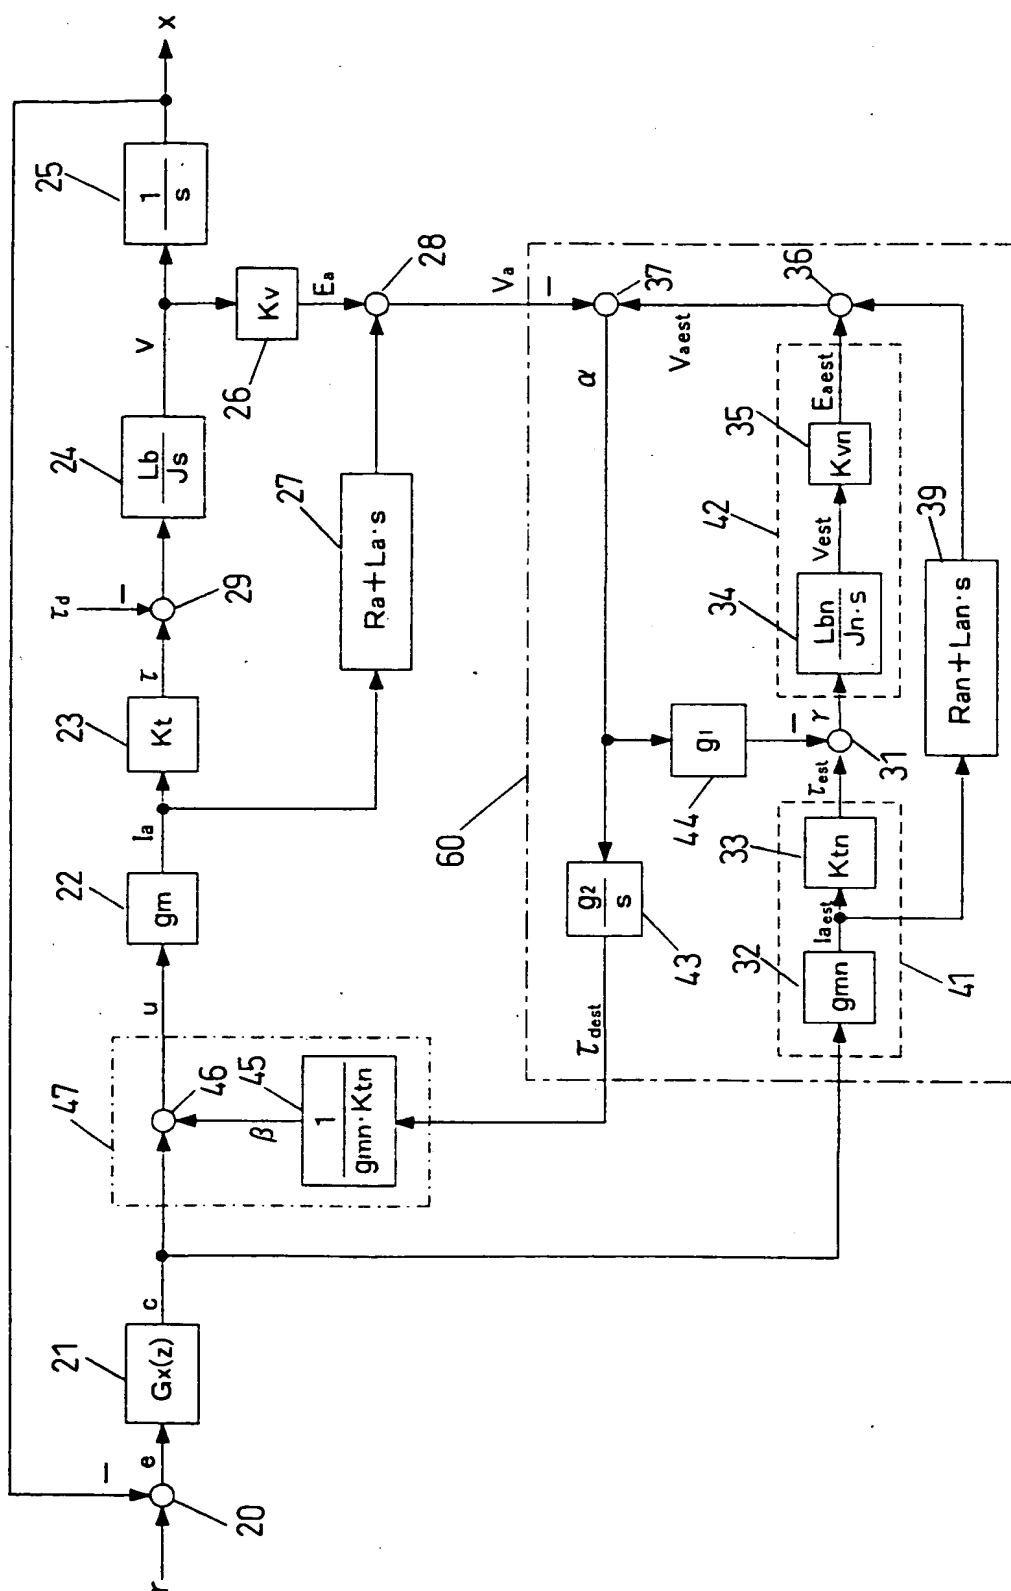 r
20
−
e
21
Gx(z)
c
47
46
u
β
45
1
gmn·Ktn
22
gm
Ia
23
Kt
τ
τd
−
29
24
Lb
Js
V
25
1
s
x
Kv
26
Ea
28
27
Ra+La·s
Va
−
37
Vaest
α
60
g1
44
g2
s
43
τdest
36
42
34
Lbn
Jn·s
Vest
35
Kvn
Eaest
−
γ
31
τest
33
Ktn
Iaest
32
gmn
41
39
Ran+Lan·s